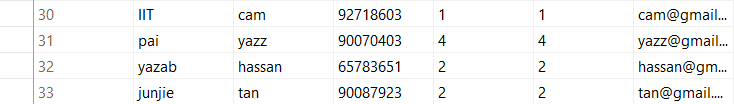 30 IIT cam 92718603 1 1 cam@gmail...
31 pai yazz 90070403 4 4 yazz@gmail...
32 yazab hassan 65783651 2 2 hassan@gm...
33 junjie tan 90087923 2 2 tan@gmail....